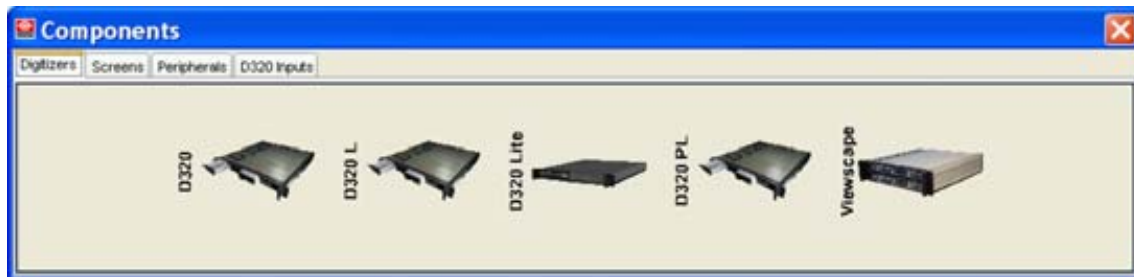 Components
Digitizers Screens Peripherals D320 Inputs
D320
D320 L
D320 Lite
D320 PL
Viewscape